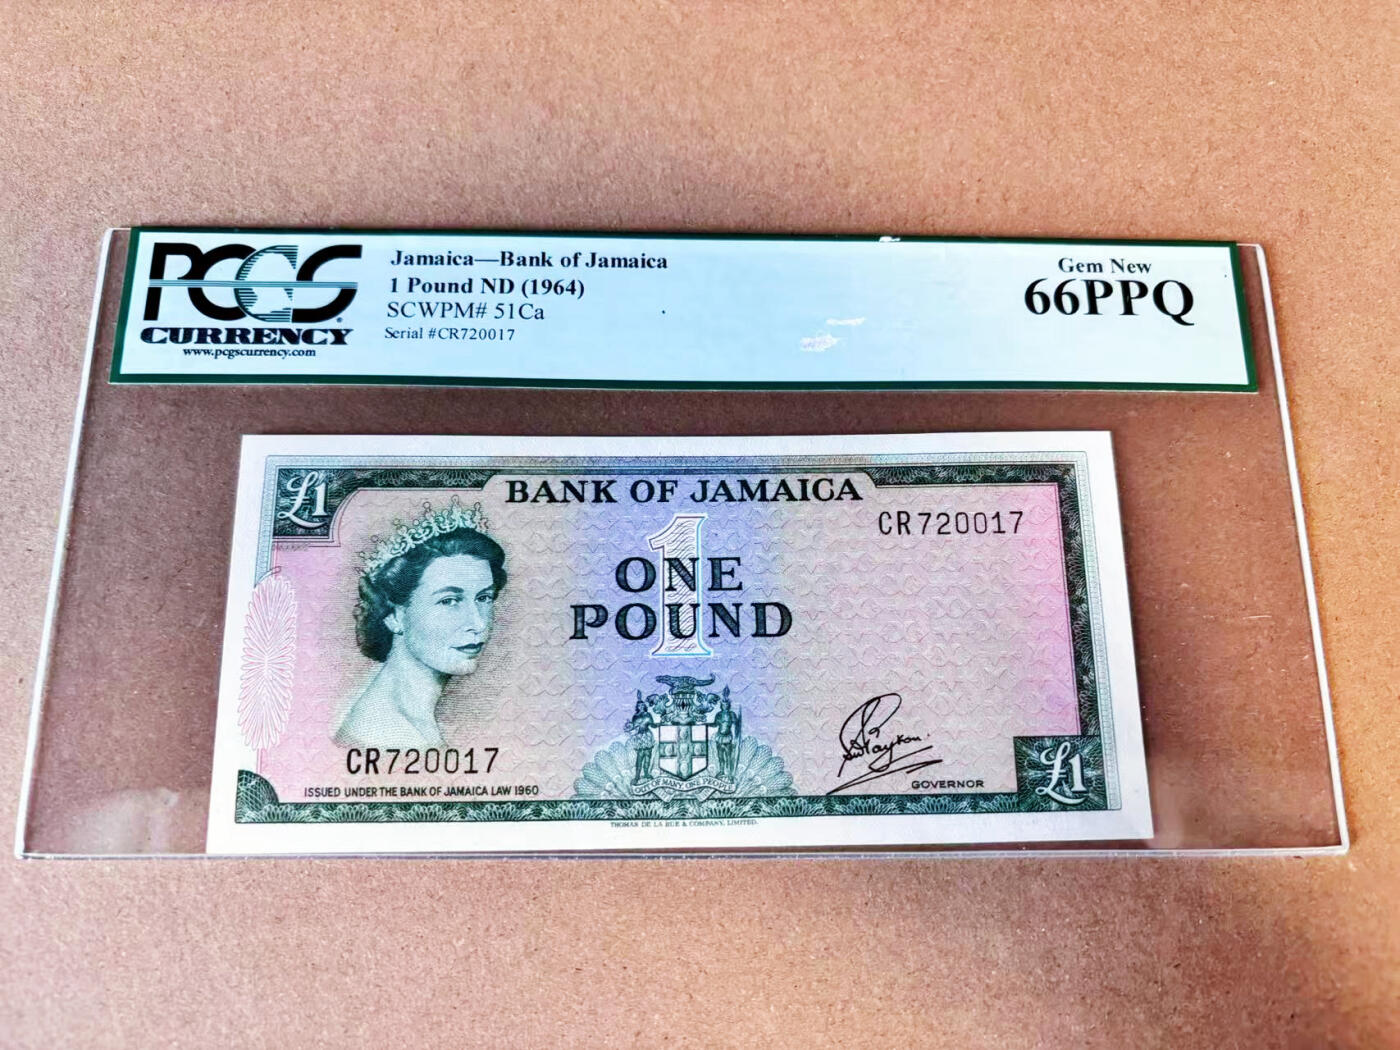 PCGS
CURRENCY
www.pcgscurrency.com
Jamaica—Bank of Jamaica
1 Pound ND (1964)
SCWPM# 51Ca
Serial #CR720017
Gem New
66PPQ
£1
BANK OF JAMAICA
CR720017
1
ONE
POUND
CR720017
ISSUED UNDER THE BANK OF JAMAICA LAW 1960
OUT OF MANY, ONE PEOPLE
GOVERNOR
£1
THOMAS DE LA RUE & COMPANY, LIMITED.